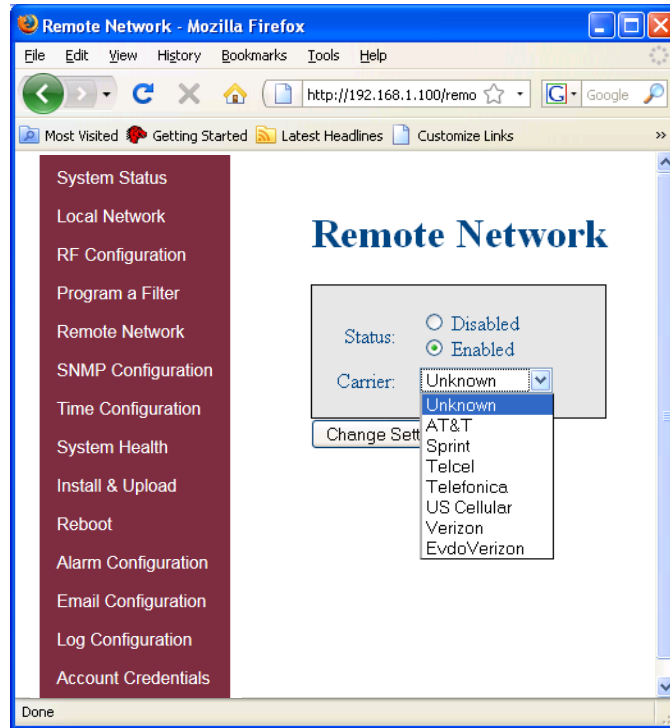 Remote Network - Mozilla Firefox
File Edit View History Bookmarks Tools Help
http://192.168.1.100/remo G Google
Most Visited Getting Started Latest Headlines Customize Links »
System Status
Local Network
RF Configuration
Program a Filter
Remote Network
SNMP Configuration
Time Configuration
System Health
Install & Upload
Reboot
Alarm Configuration
Email Configuration
Log Configuration
Account Credentials
Remote Network
Status:
Disabled
Enabled
Carrier:
Unknown
Unknown
AT&T
Sprint
Telcel
Telefonica
US Cellular
Verizon
EvdoVerizon
Change Sett
Done